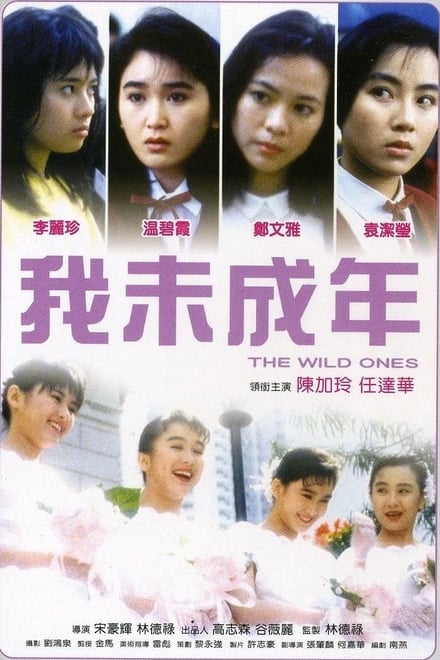 李麗珍 温碧霞 鄭文雅 袁潔瑩
我未成年
THE WILD ONES
領銜主演 陳加玲 任達華
導演 宋豪輝 林德祿 出品人 高志森 谷薇麗 監製 林德祿
攝影 劉鴻泉 剪接 金馬 美術指導 雷彪 策劃 黎永強 製片 許志豪 副導演 張肇麟 何嘉華 編劇 南燕